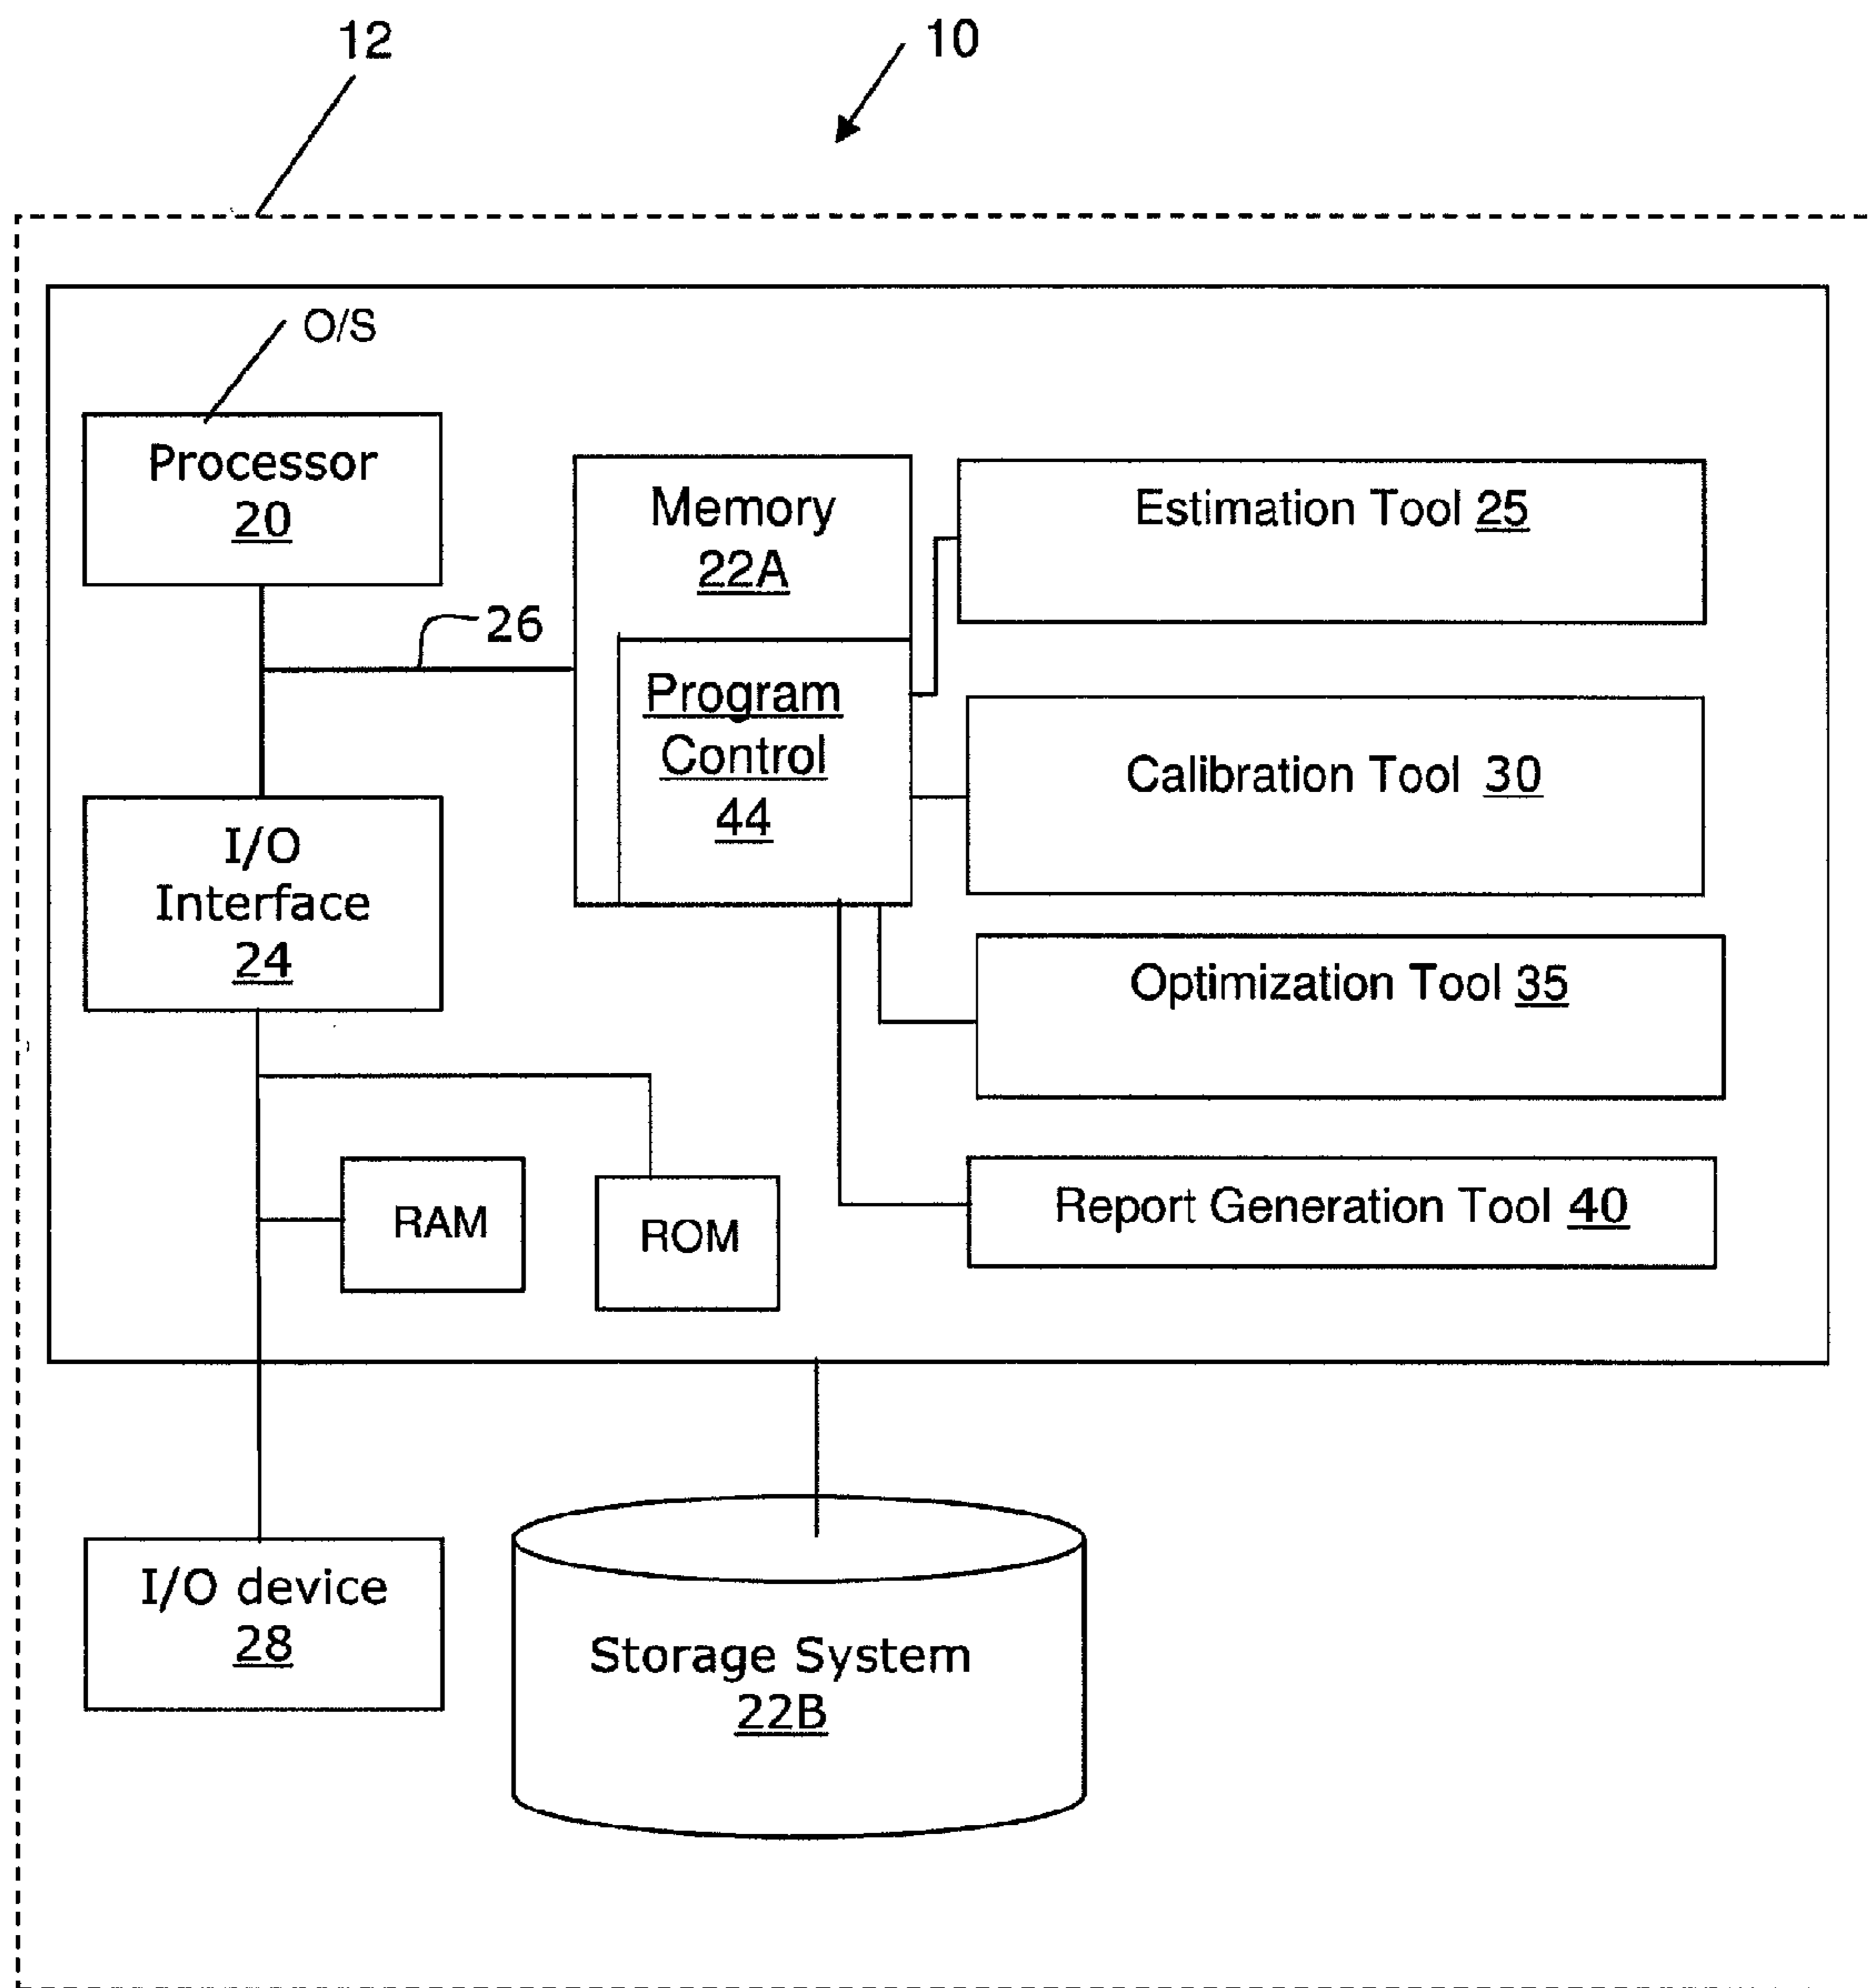 12
10
O/S
Processor
20
26
Memory
22A
Program
Control
44
Estimation Tool 25
Calibration Tool 30
I/O
Interface
24
Optimization Tool 35
RAM
ROM
Report Generation Tool 40
I/O device
28
Storage System
22B